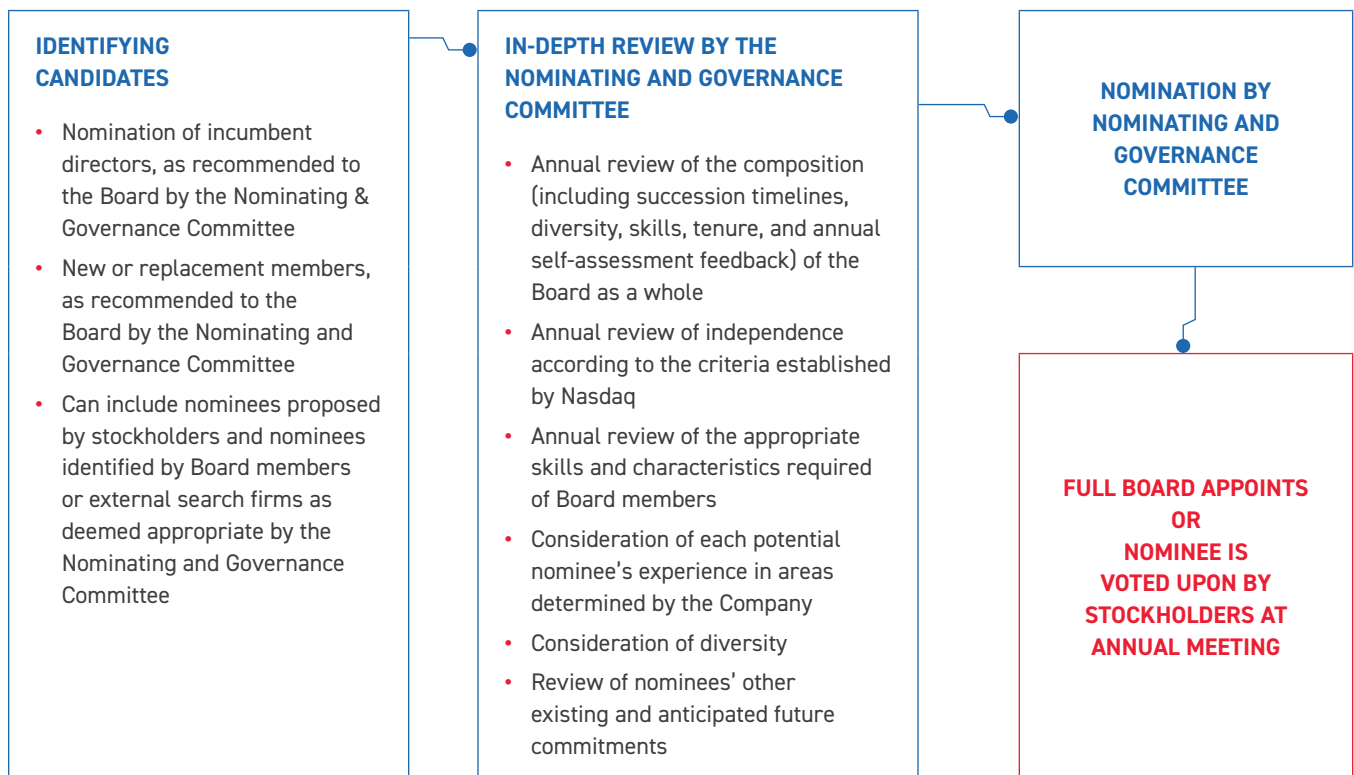 IDENTIFYING
CANDIDATES
• Nomination of incumbent
directors, as recommended to
the Board by the Nominating &
Governance Committee
• New or replacement members,
as recommended to the
Board by the Nominating and
Governance Committee
• Can include nominees proposed
by stockholders and nominees
identified by Board members
or external search firms as
deemed appropriate by the
Nominating and Governance
Committee
IN-DEPTH REVIEW BY THE
NOMINATING AND GOVERNANCE
COMMITTEE
• Annual review of the composition
(including succession timelines,
diversity, skills, tenure, and annual
self-assessment feedback) of the
Board as a whole
• Annual review of independence
according to the criteria established
by Nasdaq
• Annual review of the appropriate
skills and characteristics required
of Board members
• Consideration of each potential
nominee’s experience in areas
determined by the Company
• Consideration of diversity
• Review of nominees’ other
existing and anticipated future
commitments
NOMINATION BY
NOMINATING AND
GOVERNANCE
COMMITTEE
FULL BOARD APPOINTS
OR
NOMINEE IS
VOTED UPON BY
STOCKHOLDERS AT
ANNUAL MEETING